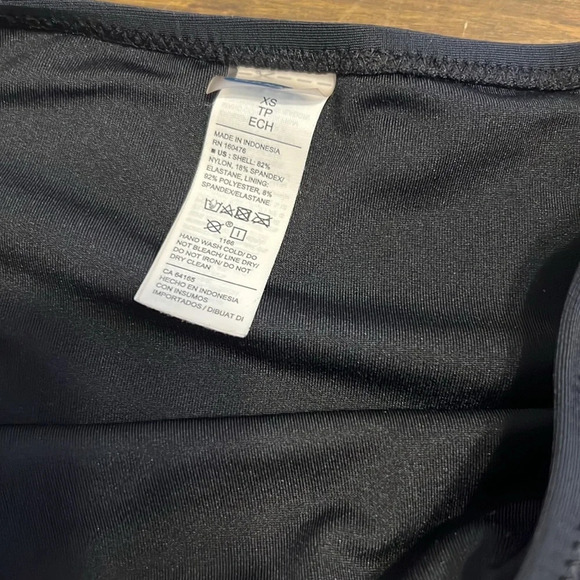 XS
TP
ECH
MADE IN INDONESIA
RN 160476
■ US : SHELL: 82%
NYLON, 18% SPANDEX/
ELASTANE, LINING:
92% POLYESTER, 8%
SPANDEX/ELASTANE
1166
HAND WASH COLD/ DO
NOT BLEACH/ LINE DRY/
DO NOT IRON/ DO NOT
DRY CLEAN
CA 64165
HECHO EN INDONESIA
CON INSUMOS
IMPORTADOS / DIBUAT DI